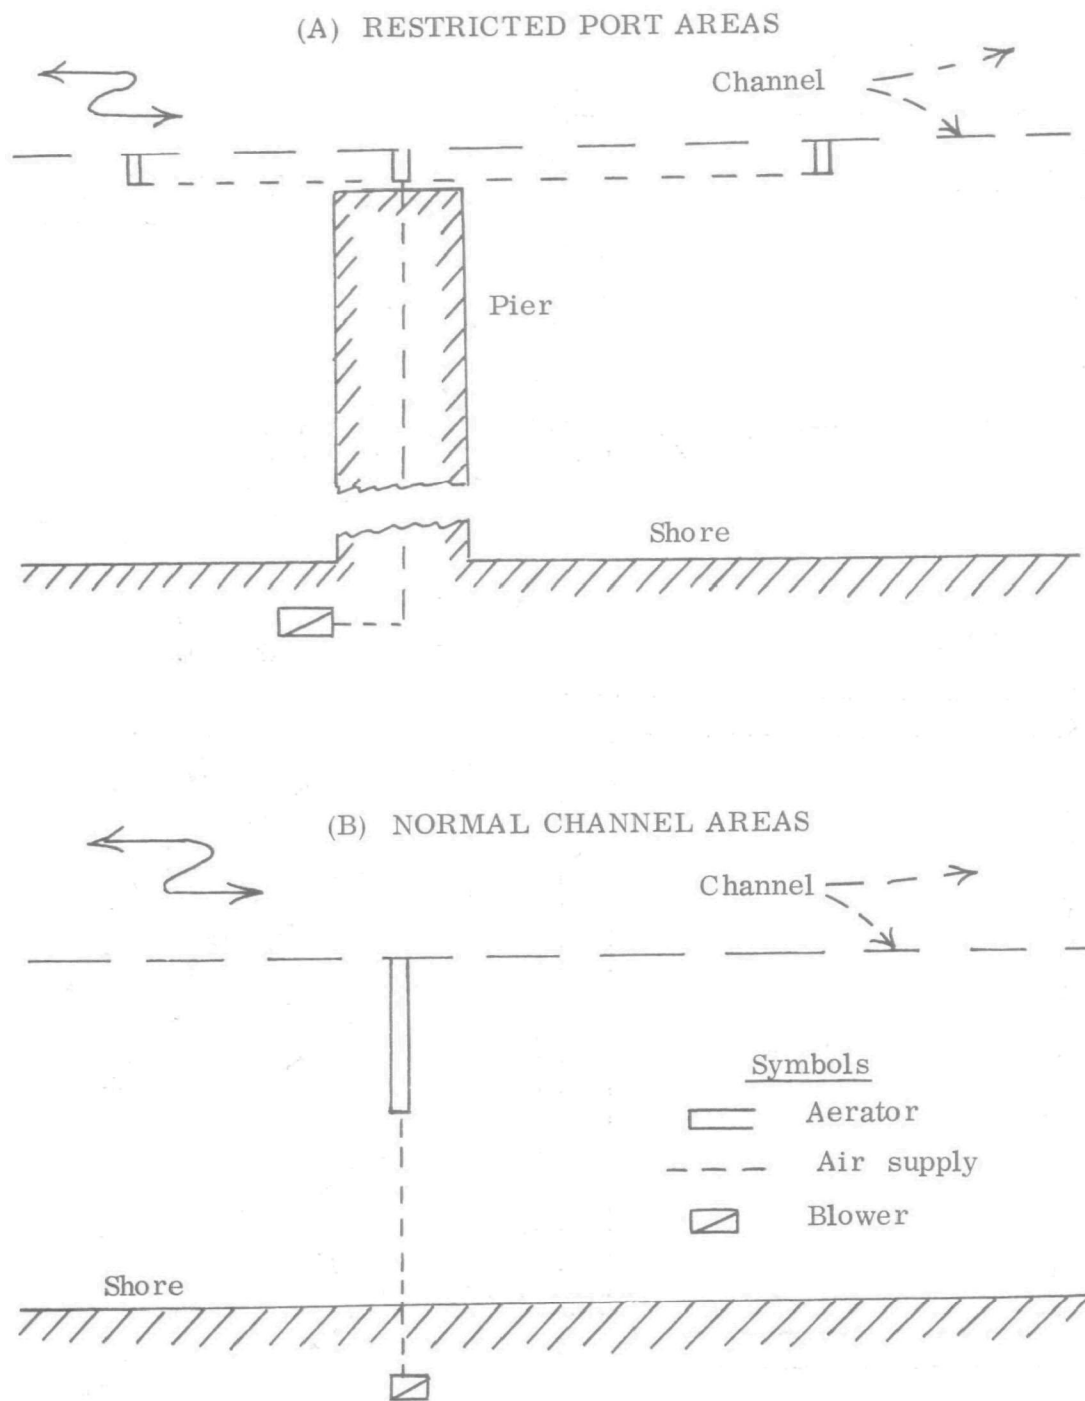 (A) RESTRICTED PORT AREAS
Channel
Pier
Shore
(B) NORMAL CHANNEL AREAS
Channel
Symbols
Aerator
Air supply
Blower
Shore